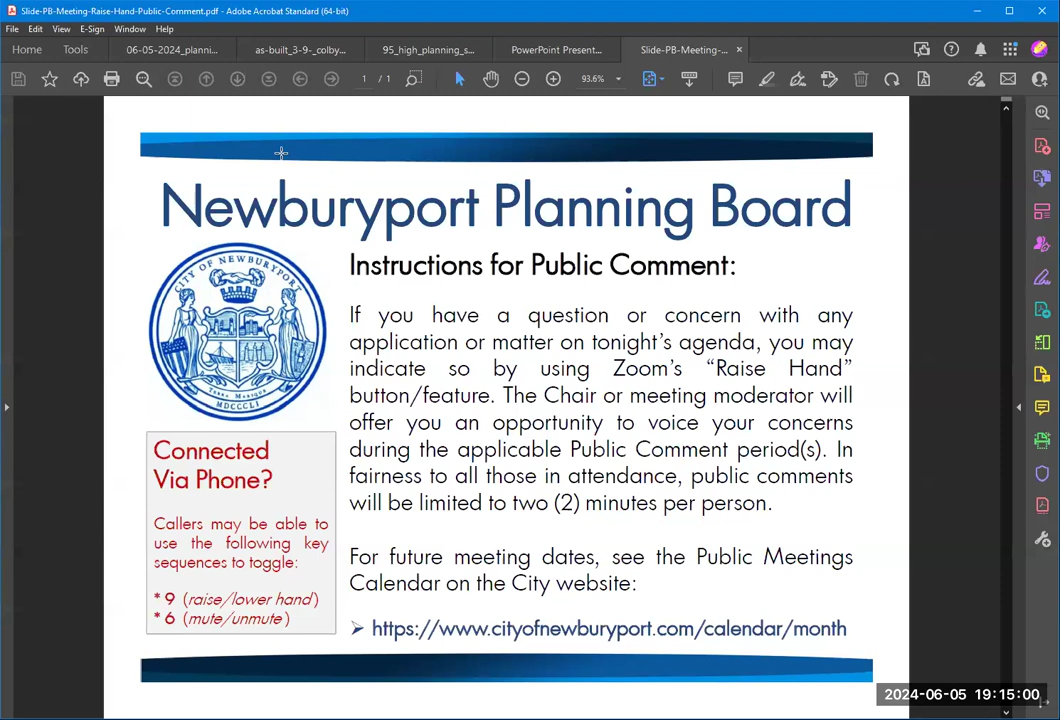 Slide-PB-Meeting-Raise-Hand-Public-Comment.pdf - Adobe Acrobat Standard (64-bit)
File Edit View E-Sign Window Help
Home Tools 06-05-2024_planni... as-built_3-9-_colby... 95_high_planning_s... PowerPoint Present... Slide-PB-Meeting-... ×
1 / 1 93.6%
Newburyport Planning Board
CITY OF NEWBURYPORT
TERRA MARIQUE
MDCCCLI
Instructions for Public Comment:
If you have a question or concern with any
application or matter on tonight's agenda, you may
indicate so by using Zoom's “Raise Hand”
button/feature. The Chair or meeting moderator will
offer you an opportunity to voice your concerns
during the applicable Public Comment period(s). In
fairness to all those in attendance, public comments
will be limited to two (2) minutes per person.
For future meeting dates, see the Public Meetings
Calendar on the City website:
➢ https://www.cityofnewburyport.com/calendar/month
Connected
Via Phone?
Callers may be able to
use the following key
sequences to toggle:
* 9 (raise/lower hand)
* 6 (mute/unmute)
2024-06-05 19:15:00